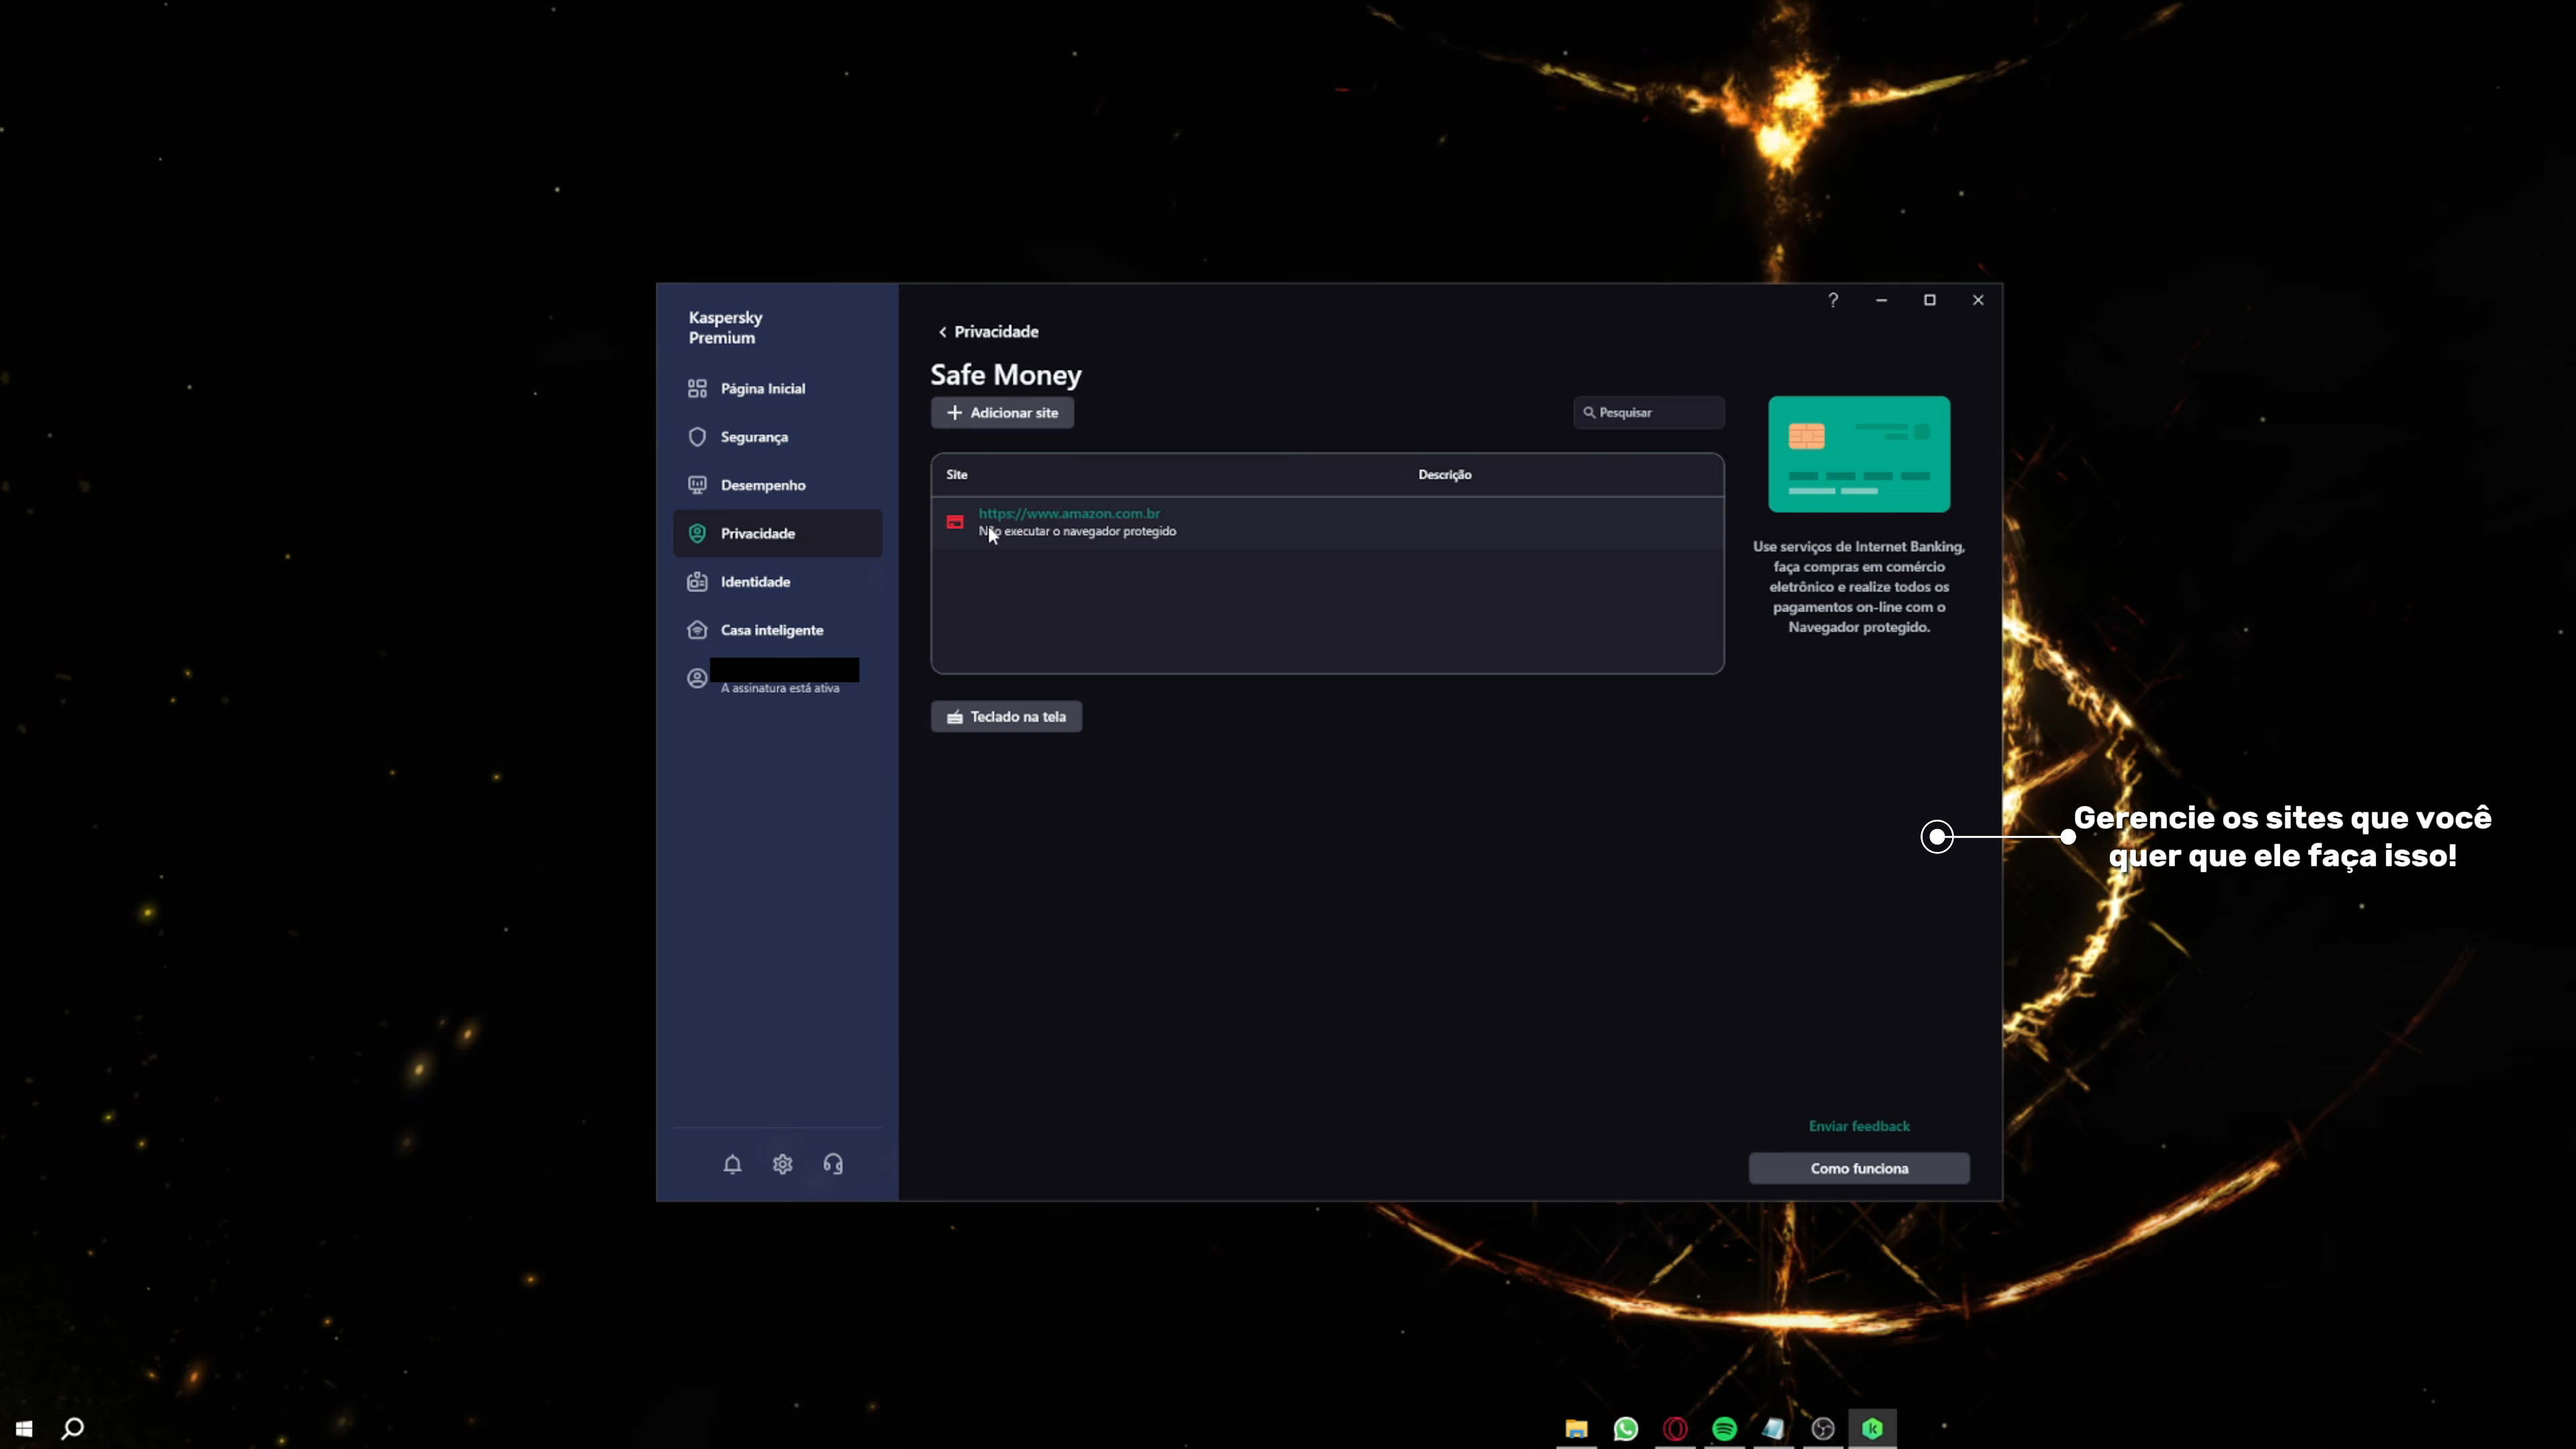 Kaspersky
Premium
Página Inicial
Segurança
Desempenho
Privacidade
Identidade
Casa inteligente
A assinatura está ativa
Privacidade
Safe Money
Adicionar site
Pesquisar
Site
Descrição
https://www.amazon.com.br
Não executar o navegador protegido
Teclado na tela
Use serviços de Internet Banking,
faça compras em comércio
eletrônico e realize todos os
pagamentos on-line com o
Navegador protegido.
Enviar feedback
Como funciona
Gerencie os sites que você
quer que ele faça isso!